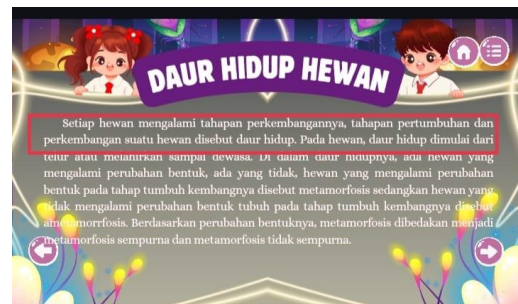 DAUR HIDUP HEWAN
Setiap hewan mengalami tahapan perkembangannya, tahapan pertumbuhan dan
perkembangan suatu hewan disebut daur hidup. Pada hewan, daur hidup dimulai dari
telur atau melahirkan sampai dewasa. Di dalam daur hidupnya, ada hewan yang
mengalami perubahan bentuk, ada yang tidak, hewan yang mengalami perubahan
bentuk pada tahap tumbuh kembangnya disebut metamorfosis sedangkan hewan yang
tidak mengalami perubahan bentuk tubuh pada tahap tumbuh kembangnya disebut
ametamorrfosis. Berdasarkan perubahan bentuknya, metamorfosis dibedakan menjadi
metamorfosis sempurna dan metamorfosis tidak sempurna.